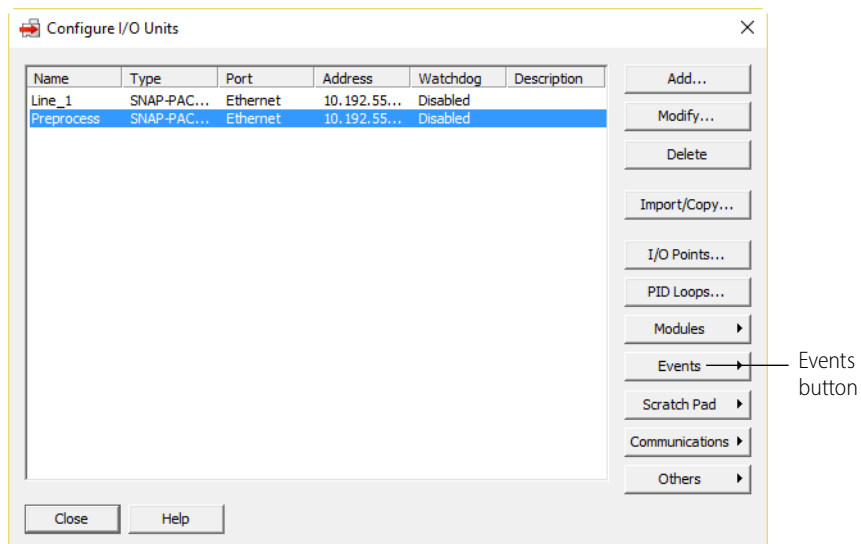 Configure I/O Units
Name Type Port Address Watchdog Description
Line_1 SNAP-PAC... Ethernet 10.192.55... Disabled
Preprocess SNAP-PAC... Ethernet 10.192.55... Disabled
Add...
Modify...
Delete
Import/Copy...
I/O Points...
PID Loops...
Modules
Events
Scratch Pad
Communications
Others
Events
button
Close Help